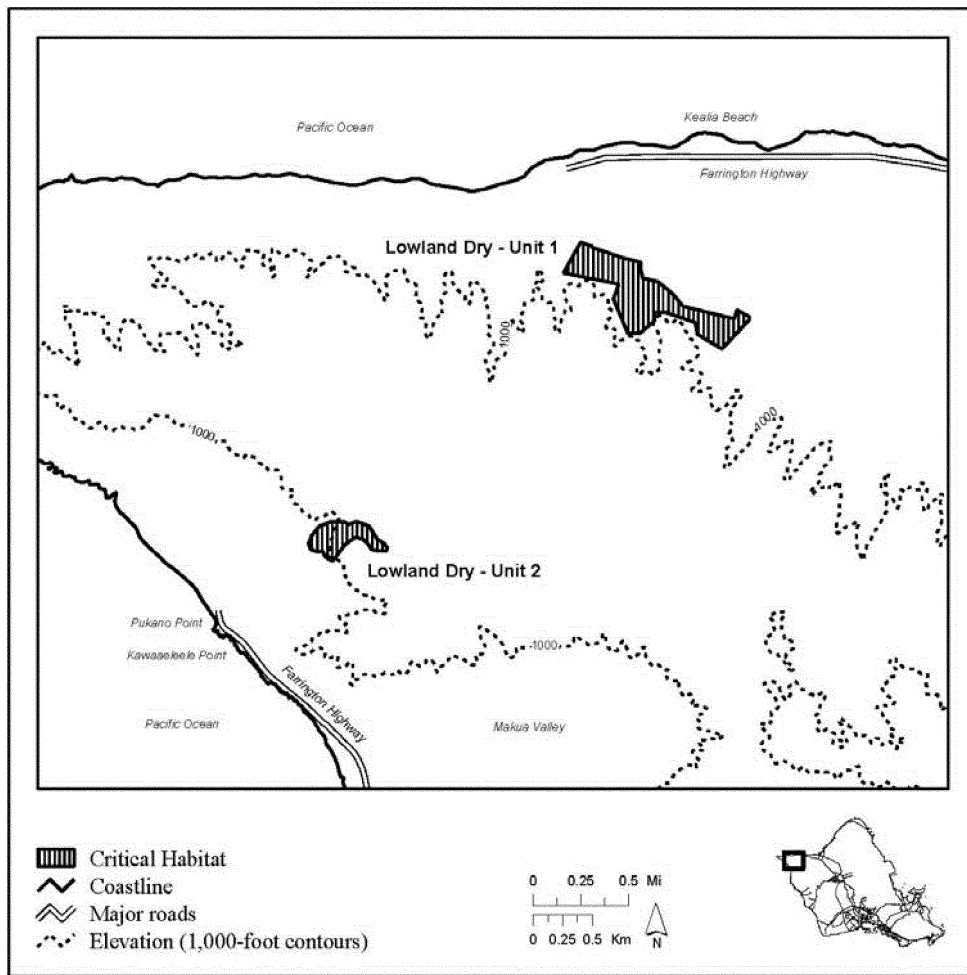 Pacific Ocean
Kealia Beach
Farrington Highway
Lowland Dry - Unit 1
1000
1000
1000
Lowland Dry - Unit 2
Pukano Point
Kawaaeleele Point
Farrington Highway
1000
Pacific Ocean
Makua Valley
Critical Habitat
Coastline
Major roads
Elevation (1,000-foot contours)
0 0.25 0.5 Mi
0 0.25 0.5 Km
N